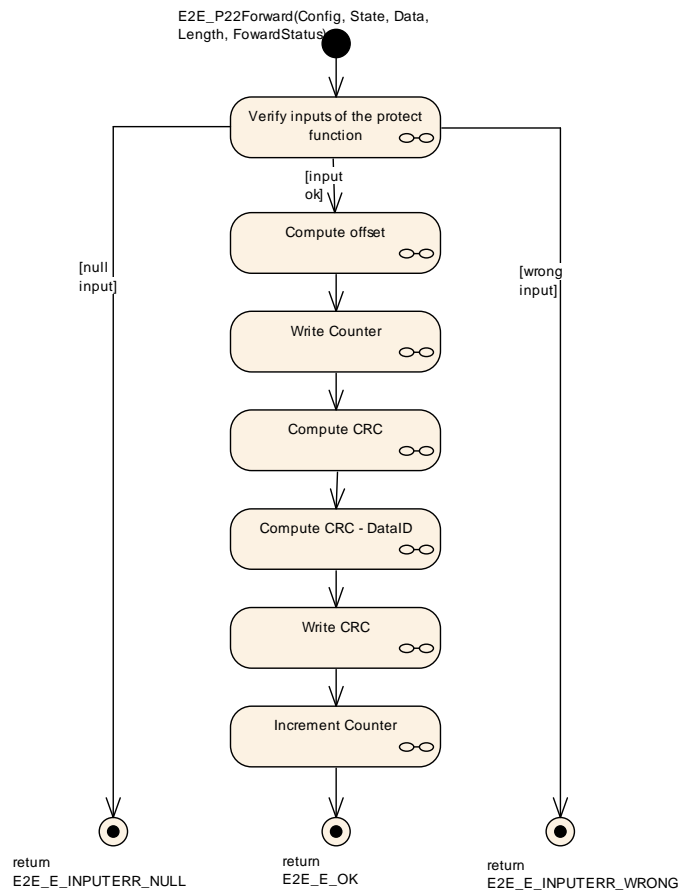 E2E_P22Forward(Config, State, Data,
Length, FowardStatus)
Verify inputs of the protect
function
[input
ok]
Compute offset
[null
input]
[wrong
input]
Write Counter
Compute CRC
Compute CRC - DataID
Write CRC
Increment Counter
return
E2E_E_INPUTERR_NULL
return
E2E_E_OK
return
E2E_E_INPUTERR_WRONG